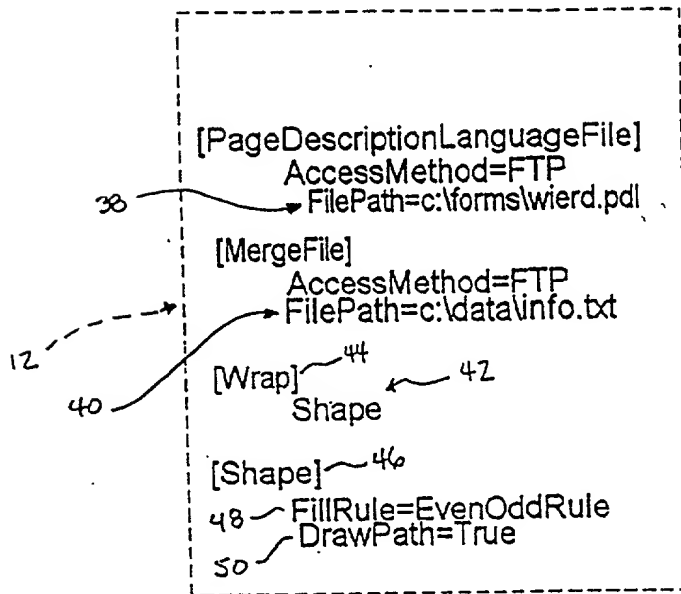 [PageDescriptionLanguageFile]
AccessMethod=FTP
38 FilePath=c:\forms\wierd.pdl
[MergeFile]
AccessMethod=FTP
FilePath=c:\data\info.txt
12
40
[Wrap] 44
42
Shape
[Shape] 46
48 FillRule=EvenOddRule
50 DrawPath=True